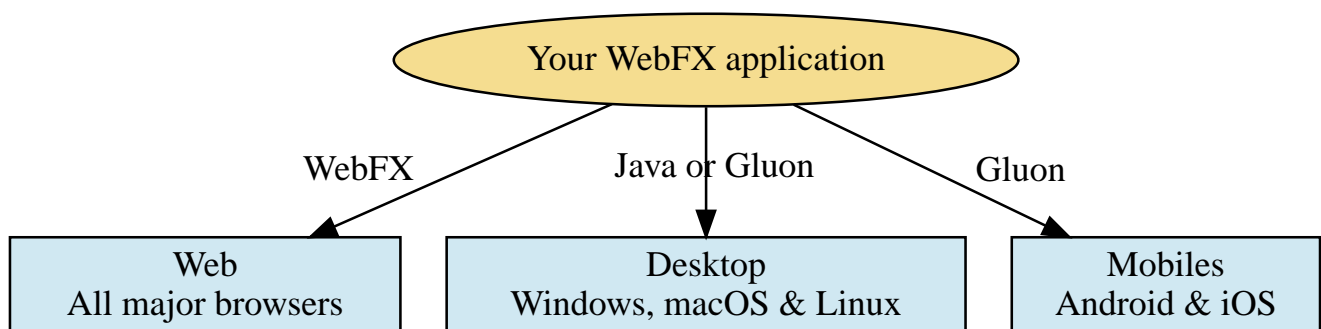 Your WebFX application
WebFX
Java or Gluon
Gluon
Web
All major browsers
Desktop
Windows, macOS & Linux
Mobiles
Android & iOS